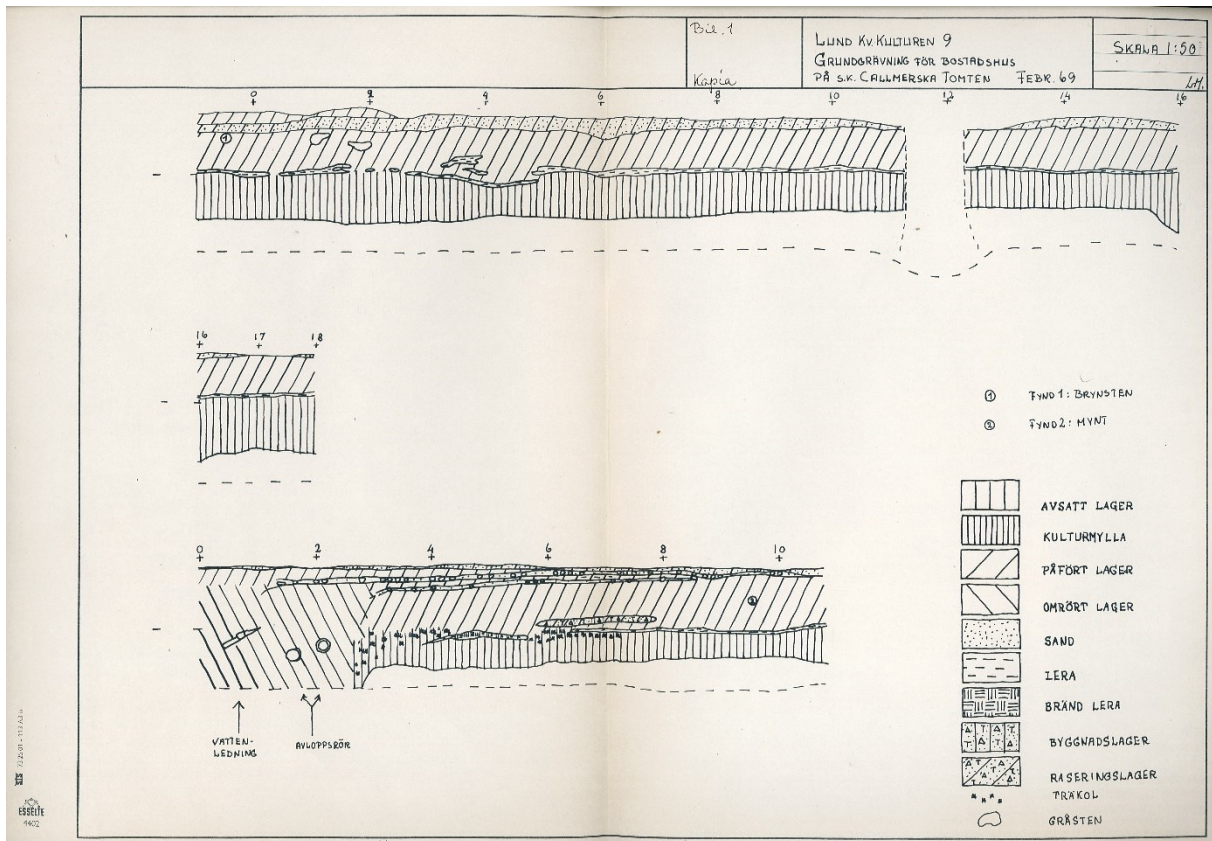 Bil. 1
Kopia
LUND KV. KULTUREN 9
GRUNDGRÄVNING FÖR BOSTADSHUS
PÅ S.K. CALLMERSKA TOMTEN FEBR. 69
SKALA 1:50
LM.
0 2 4 6 8 10 12 14 16
1
16 17 18
1 FYND 1: BRYNSTEN
2 FYND 2: MYNT
0 2 4 6 8 10
2
VATTEN-
LEDNING
AVLOPPSRÖR
AVSATT LAGER
KULTURMYLLA
PÅFÖRT LAGER
OMRÖRT LAGER
SAND
LERA
BRÄND LERA
BYGGNADSLAGER
RASERINGSLAGER
TRÄKOL
GRÅSTEN
ESSELTE
4402